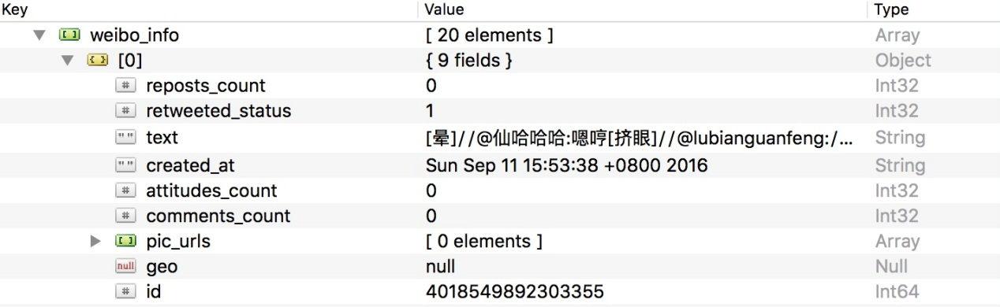 Key Value Type
weibo_info [ 20 elements ] Array
[0] { 9 fields } Object
# reposts_count 0 Int32
# retweeted_status 1 Int32
" " text [晕]//@仙哈哈哈:嗯哼[挤眼]//@lubianguanfeng:/... String
" " created_at Sun Sep 11 15:53:38 +0800 2016 String
# attitudes_count 0 Int32
# comments_count 0 Int32
pic_urls [ 0 elements ] Array
null geo null Null
# id 4018549892303355 Int64